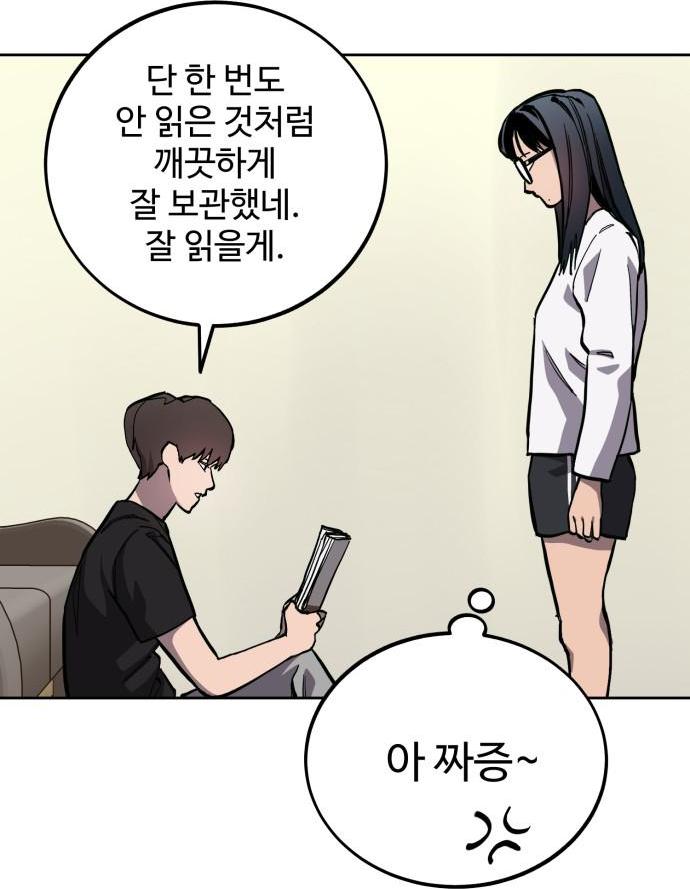 단 한 번도
안 읽은 것처럼
깨끗하게
잘 보관했네.
잘 읽을게.
아 짜증~